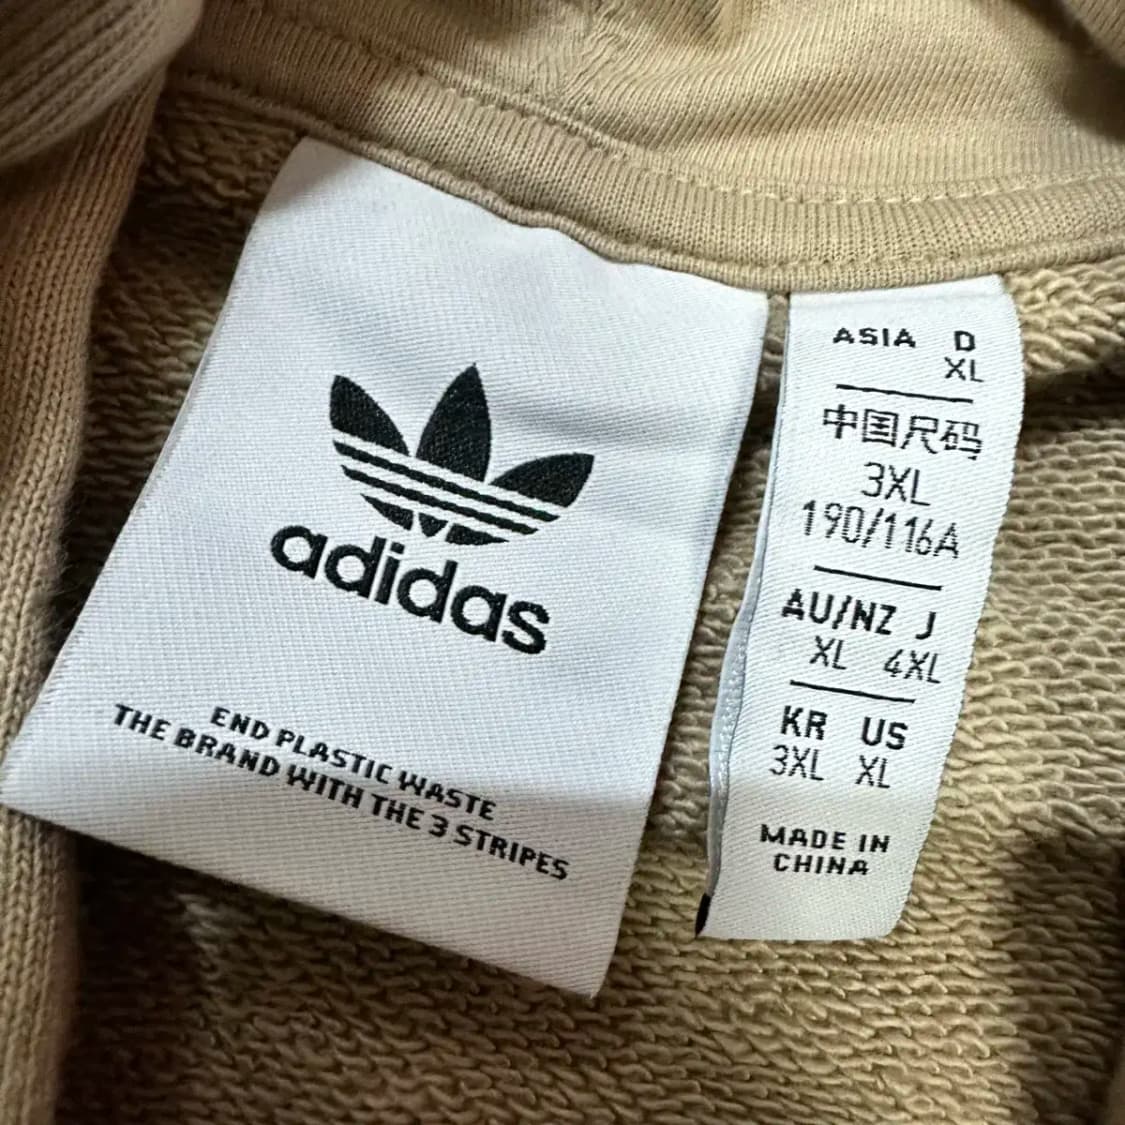 adidas
END PLASTIC WASTE
THE BRAND WITH THE 3 STRIPES
ASIA D
XL
中国尺码
3XL
190/116A
AU/NZ J
XL 4XL
KR US
3XL XL
MADE IN
CHINA